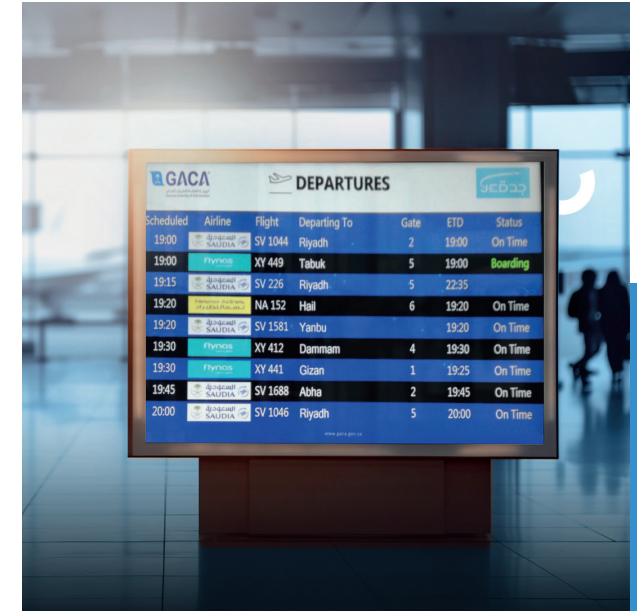 GACA
DEPARTURES
Scheduled Airline Flight Departing To Gate ETD Status
19:00 السعودية SAUDIA SV 1044 Riyadh 2 19:00 On Time
19:00 flynas XY 449 Tabuk 5 19:00 Boarding
19:15 السعودية SAUDIA SV 226 Riyadh 5 22:35
19:20 NA 152 Hail 6 19:20 On Time
19:20 السعودية SAUDIA SV 1581 Yanbu 19:20 On Time
19:30 flynas XY 412 Dammam 4 19:30 On Time
19:30 flynas XY 441 Gizan 1 19:25 On Time
19:45 السعودية SAUDIA SV 1688 Abha 2 19:45 On Time
20:00 السعودية SAUDIA SV 1046 Riyadh 5 20:00 On Time
www.gaca.gov.sa